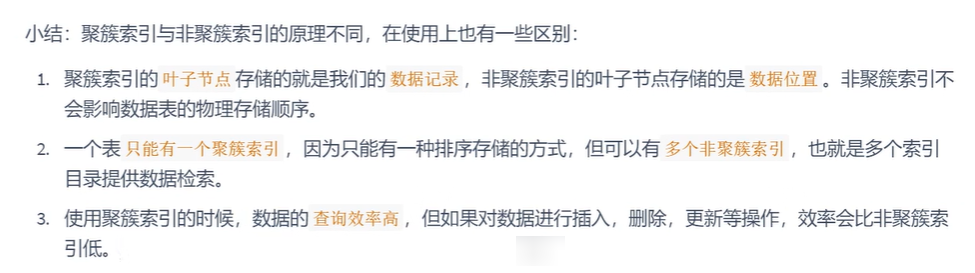 小结：聚簇索引与非聚簇索引的原理不同，在使用上也有一些区别：
1. 聚簇索引的 叶子节点 存储的就是我们的 数据记录 ，非聚簇索引的叶子节点存储的是 数据位置 。非聚簇索引不
会影响数据表的物理存储顺序。
2. 一个表 只能有一个聚簇索引 ，因为只能有一种排序存储的方式，但可以有 多个非聚簇索引 ，也就是多个索引
目录提供数据检索。
3. 使用聚簇索引的时候，数据的 查询效率高 ，但如果对数据进行插入，删除，更新等操作，效率会比非聚簇索
引低。